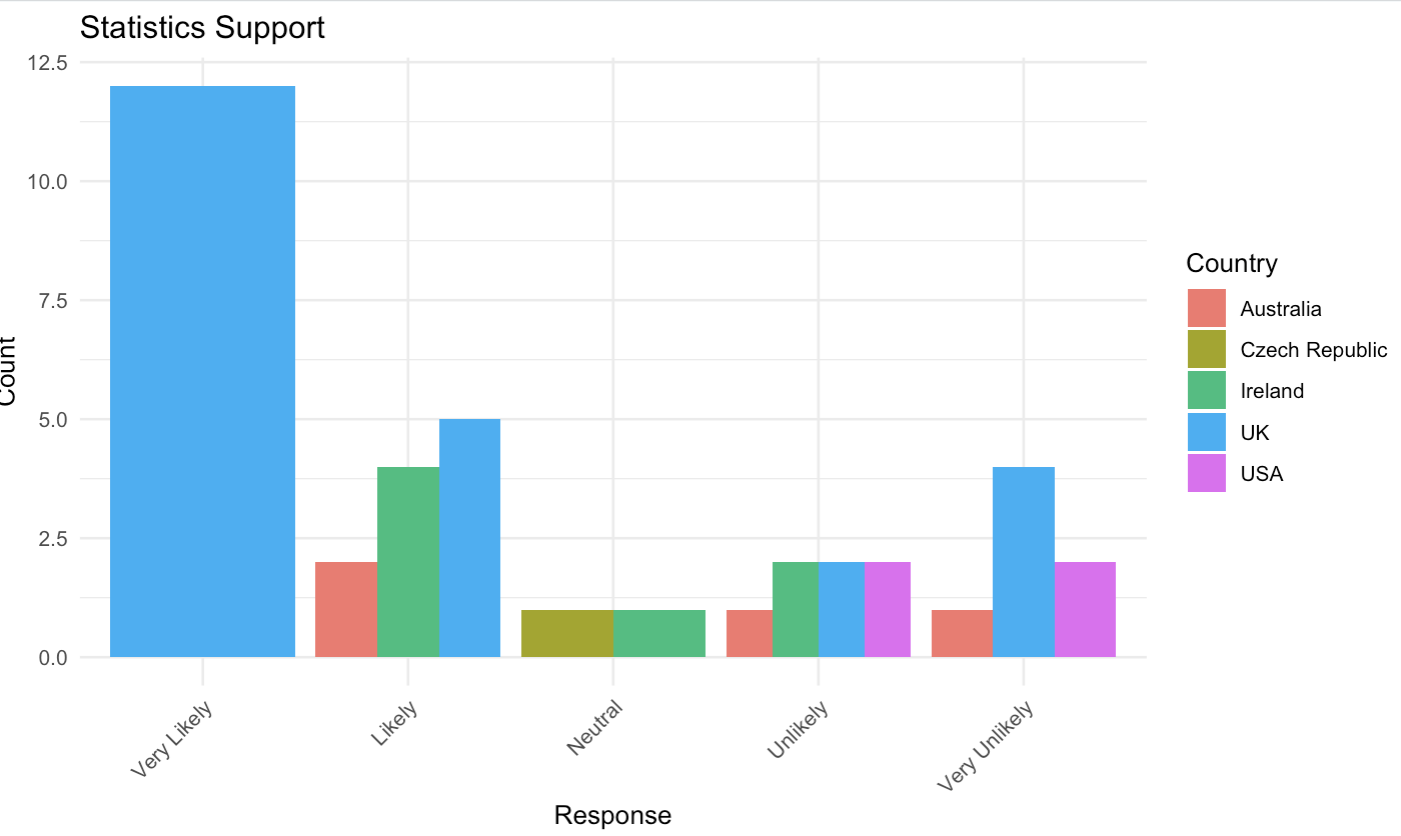 Statistics Support
12.5
10.0
7.5
5.0
2.5
0.0
Count
Very Likely
Likely
Neutral
Unlikely
Very Unlikely
Response
Country
Australia
Czech Republic
Ireland
UK
USA